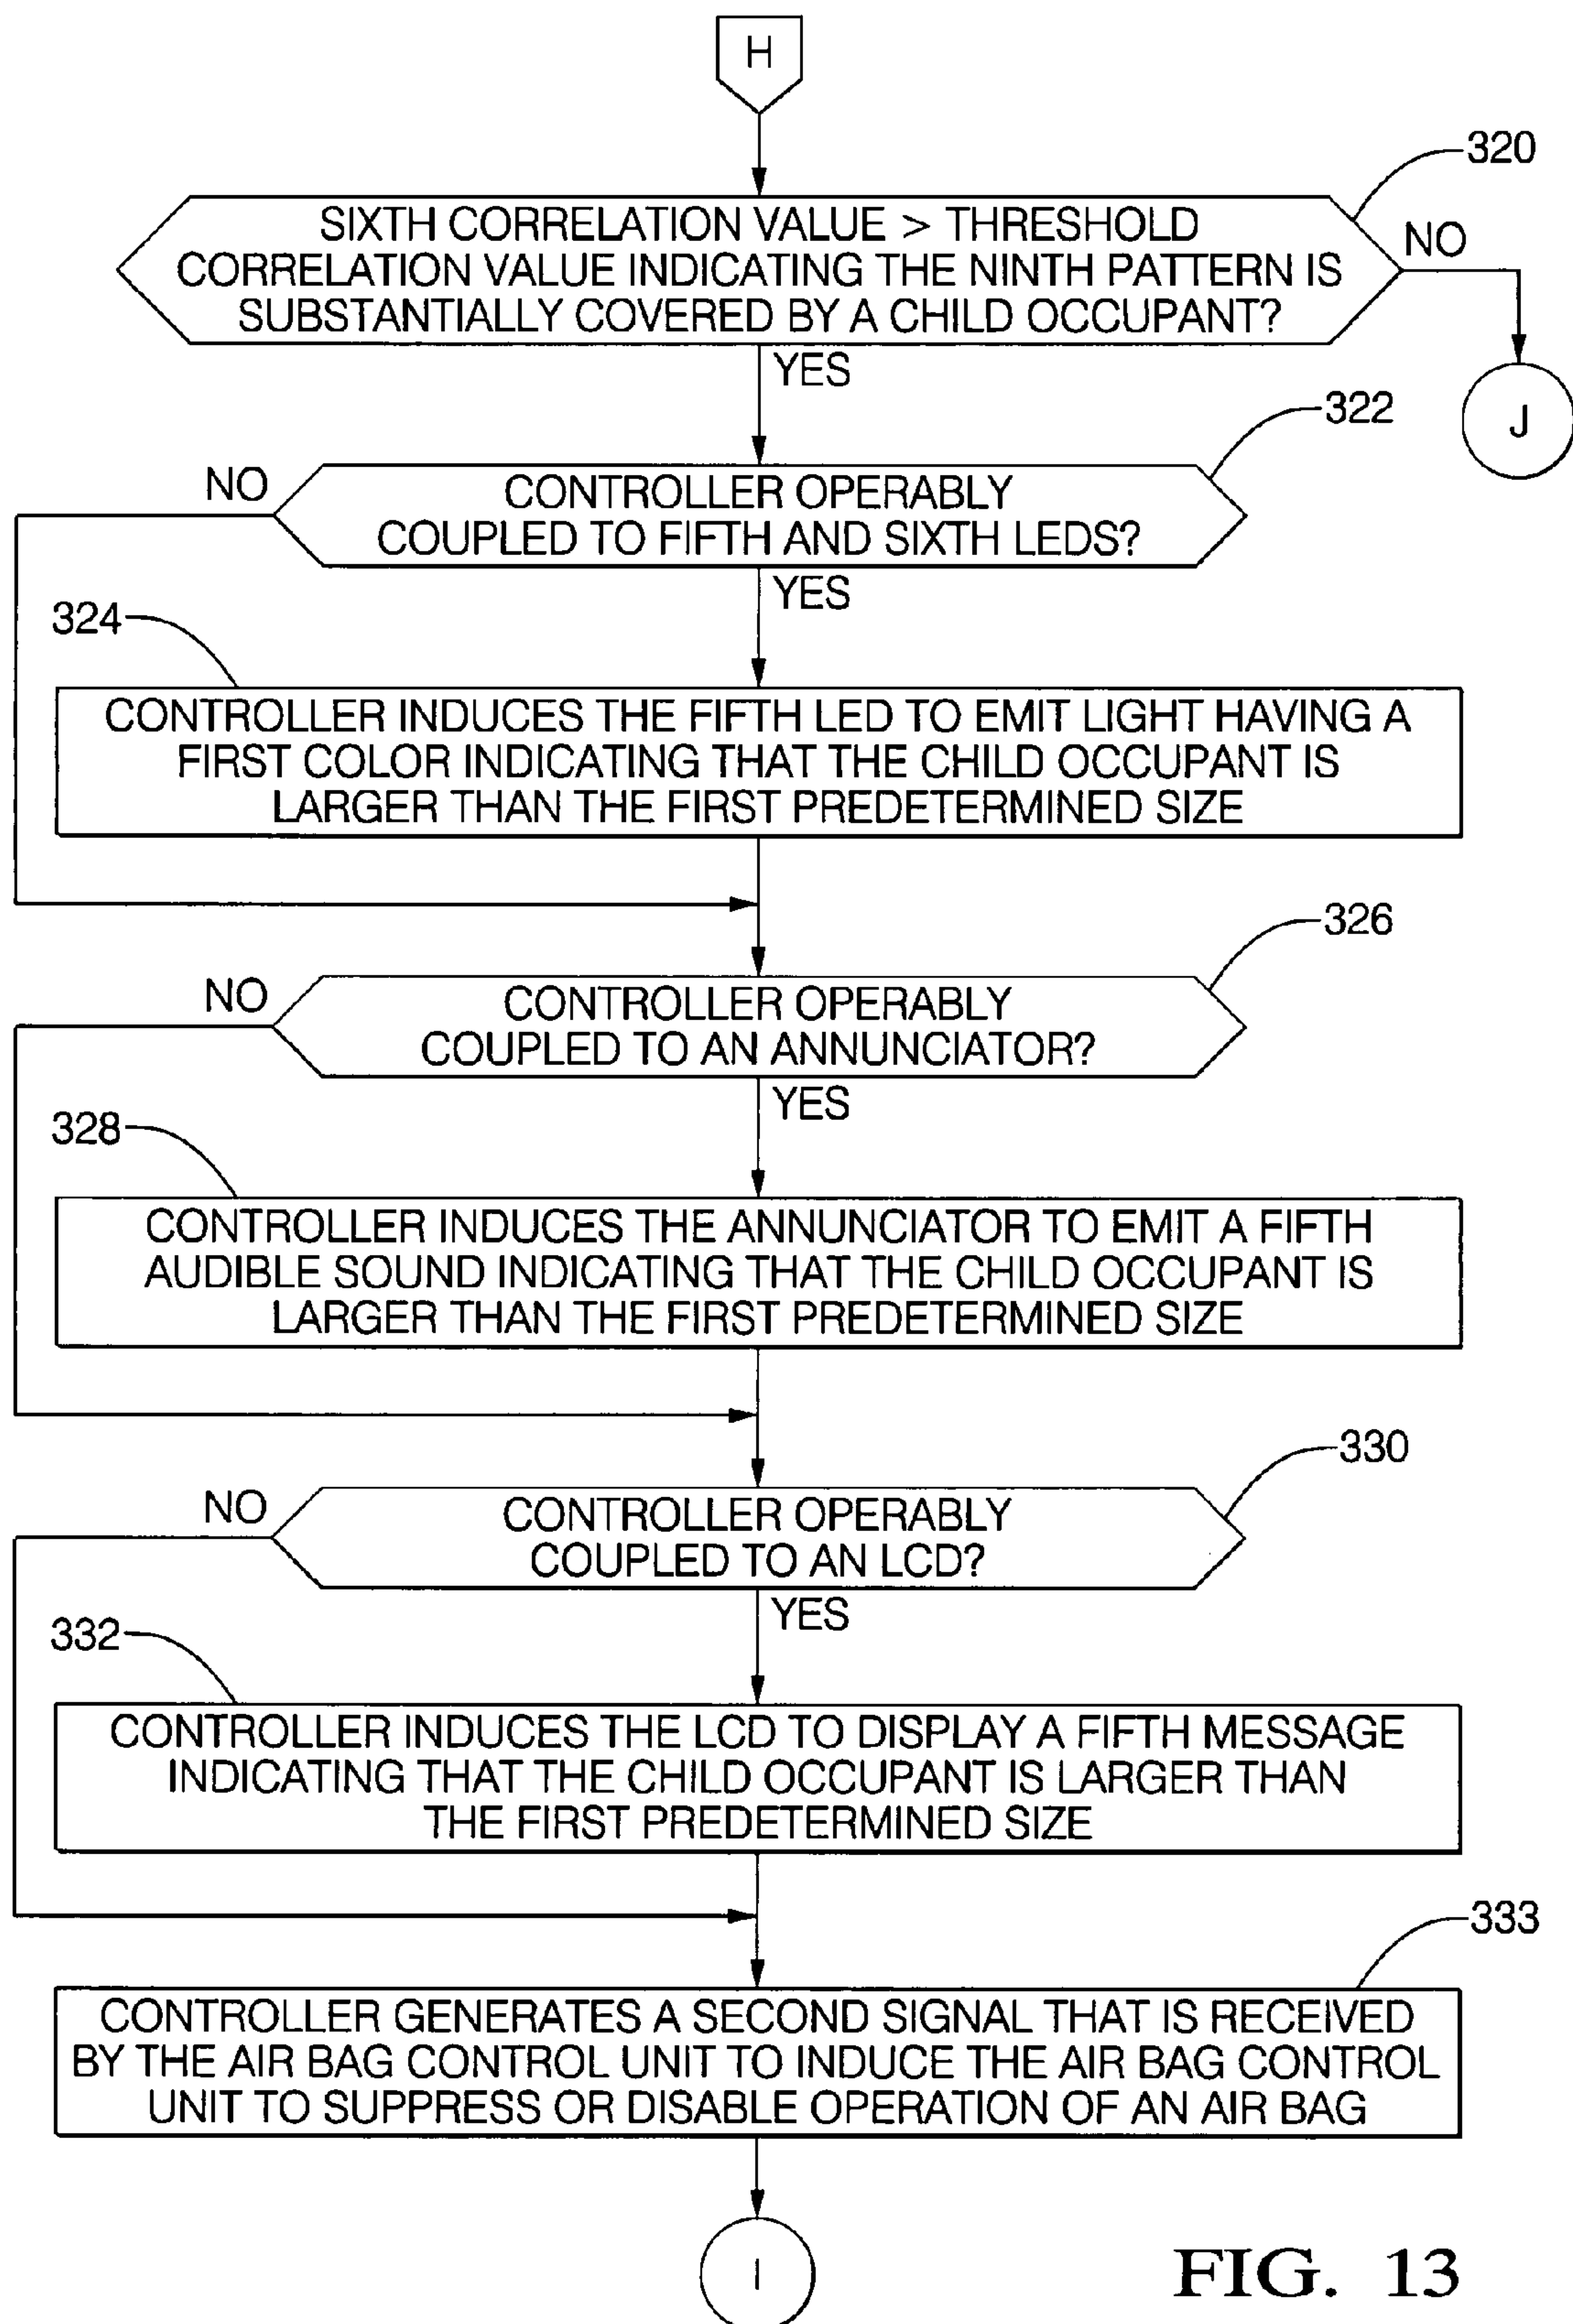 H
320
SIXTH CORRELATION VALUE > THRESHOLD
CORRELATION VALUE INDICATING THE NINTH PATTERN IS
SUBSTANTIALLY COVERED BY A CHILD OCCUPANT?
NO
J
YES
322
NO
CONTROLLER OPERABLY
COUPLED TO FIFTH AND SIXTH LEDS?
YES
324
CONTROLLER INDUCES THE FIFTH LED TO EMIT LIGHT HAVING A
FIRST COLOR INDICATING THAT THE CHILD OCCUPANT IS
LARGER THAN THE FIRST PREDETERMINED SIZE
326
NO
CONTROLLER OPERABLY
COUPLED TO AN ANNUNCIATOR?
YES
328
CONTROLLER INDUCES THE ANNUNCIATOR TO EMIT A FIFTH
AUDIBLE SOUND INDICATING THAT THE CHILD OCCUPANT IS
LARGER THAN THE FIRST PREDETERMINED SIZE
330
NO
CONTROLLER OPERABLY
COUPLED TO AN LCD?
YES
332
CONTROLLER INDUCES THE LCD TO DISPLAY A FIFTH MESSAGE
INDICATING THAT THE CHILD OCCUPANT IS LARGER THAN
THE FIRST PREDETERMINED SIZE
333
CONTROLLER GENERATES A SECOND SIGNAL THAT IS RECEIVED
BY THE AIR BAG CONTROL UNIT TO INDUCE THE AIR BAG CONTROL
UNIT TO SUPPRESS OR DISABLE OPERATION OF AN AIR BAG
I
FIG. 13